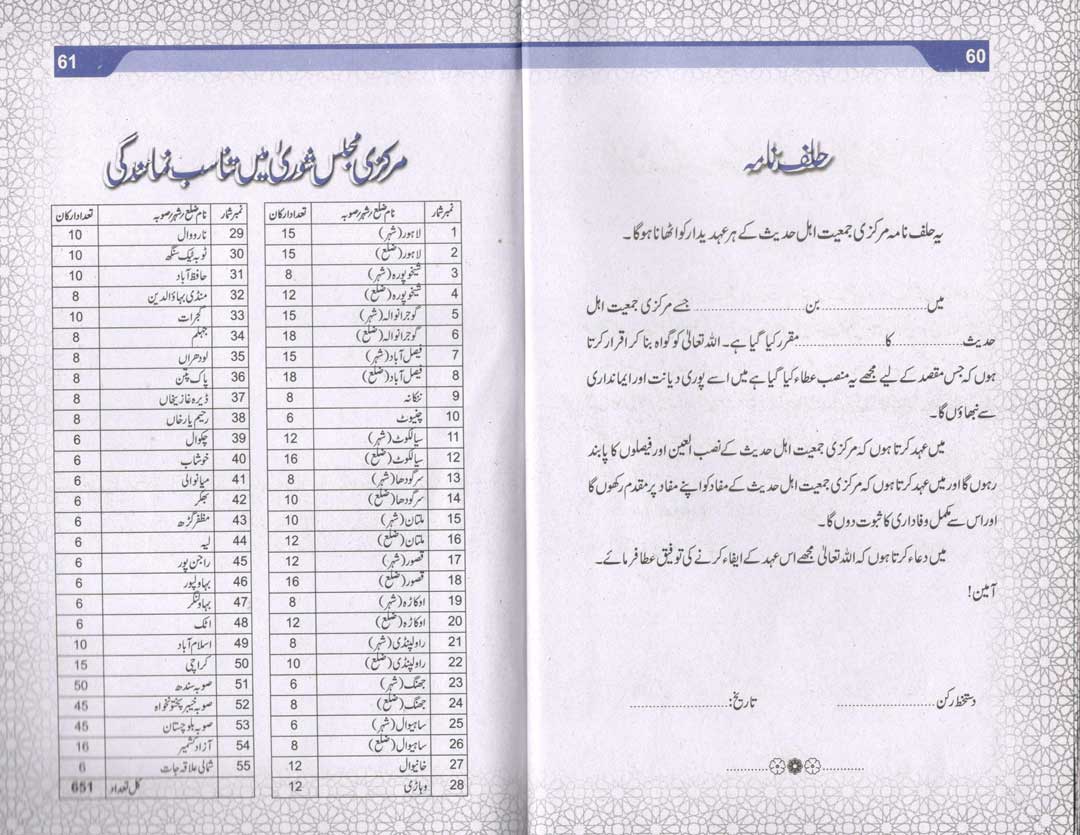 60
حلف نامہ
یہ حلف نامہ مرکزی جمعیت اہل حدیث کے ہر عہدیدار کو اٹھانا ہوگا۔
میں.......................... بن .......................... جسے مرکزی جمعیت اہل
حدیث.................. کا .................. مقرر کیا گیا ہے۔ اللہ تعالیٰ کو گواہ بنا کر اقرار کرتا
ہوں کہ جس مقصد کے لیے مجھے یہ منصب عطاء کیا گیا ہے میں اسے پوری دیانت اور ایمانداری
سے نبھاؤں گا۔
میں عہد کرتا ہوں کہ مرکزی جمعیت اہل حدیث کے نصب العین اور فیصلوں کا پابند
رہوں گا اور میں عہد کرتا ہوں کہ مرکزی جمعیت اہل حدیث کے مفاد کو اپنے مفاد پر مقدم رکھوں گا
اور اس سے مکمل وفاداری کا ثبوت دوں گا۔
میں دعاء کرتا ہوں کہ اللہ تعالیٰ مجھے اس عہد کے ایفاء کرنے کی توفیق عطا فرمائے۔
آمین!
دستخط رکن.................. تاریخ:..................
61
مرکزی مجلس شوریٰ میں تناسب نمائندگی
نمبر شمار نام ضلع رشہر رصوبہ تعداد ارکان
1 لاہور (شہر) 15
2 لاہور (ضلع) 15
3 شیخوپورہ (شہر) 8
4 شیخوپورہ (ضلع) 12
5 گوجرانوالہ (شہر) 15
6 گوجرانوالہ (ضلع) 18
7 فیصل آباد (شہر) 15
8 فیصل آباد (ضلع) 18
9 ننکانہ 8
10 چنیوٹ 6
11 سیالکوٹ (شہر) 12
12 سیالکوٹ (ضلع) 16
13 سرگودھا (شہر) 8
14 سرگودھا (ضلع) 10
15 ملتان (شہر) 10
16 ملتان (ضلع) 12
17 قصور (شہر) 12
18 قصور (ضلع) 16
19 اوکاڑہ (شہر) 8
20 اوکاڑہ (ضلع) 12
21 راولپنڈی (شہر) 8
22 راولپنڈی (ضلع) 10
23 جھنگ (شہر) 6
24 جھنگ (ضلع) 8
25 ساہیوال (شہر) 6
26 ساہیوال (ضلع) 8
27 خانیوال 12
28 وہاڑی 12
نمبر شمار نام ضلع رشہر رصوبہ تعداد ارکان
29 نارووال 10
30 ٹوبہ ٹیک سنگھ 10
31 حافظ آباد 10
32 منڈی بہاؤالدین 8
33 گجرات 10
34 جہلم 8
35 لودھراں 8
36 پاک پتن 8
37 ڈیرہ غازیخاں 8
38 رحیم یار خاں 8
39 چکوال 6
40 خوشاب 6
41 میانوالی 6
42 بھکر 6
43 مظفر گڑھ 6
44 لیہ 6
45 راجن پور 6
46 بہاولپور 6
47 بہاولنگر 6
48 اٹک 6
49 اسلام آباد 10
50 کراچی 15
51 صوبہ سندھ 50
52 صوبہ خیبر پختونخواہ 45
53 صوبہ بلوچستان 45
54 آزاد کشمیر 16
55 شمالی علاقہ جات 6
کل تعداد 651